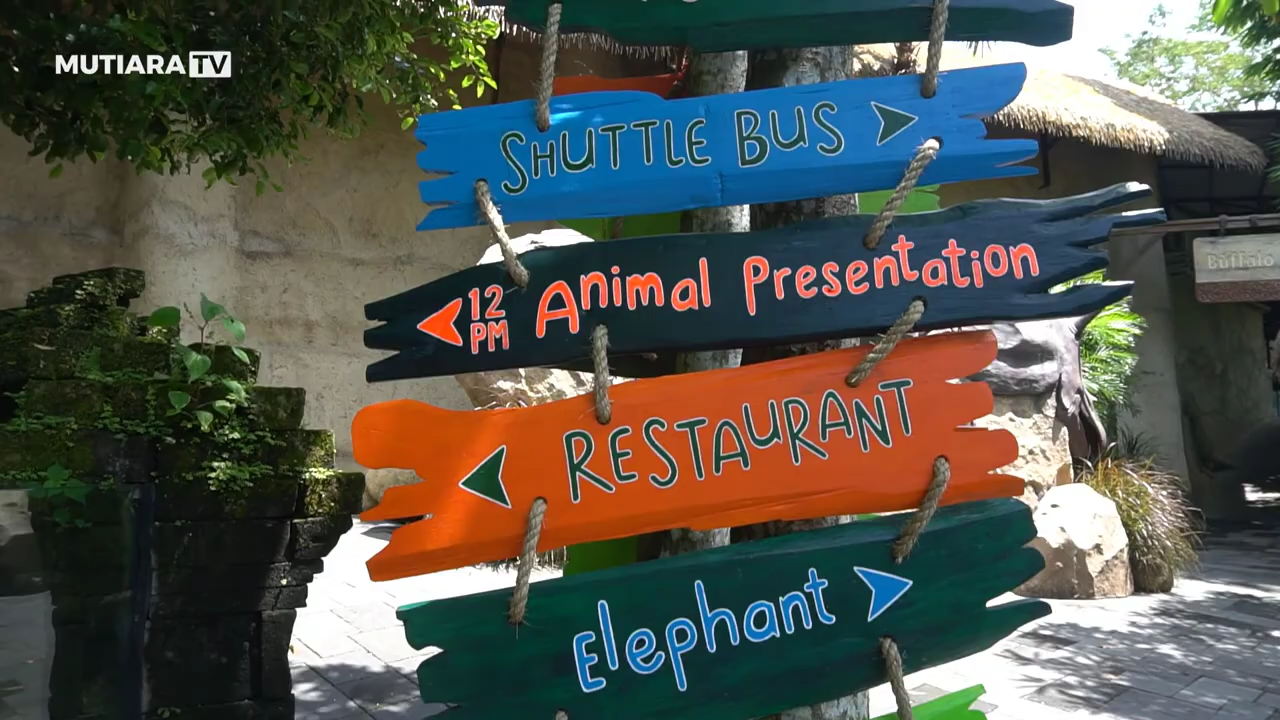 MUTIARA TV
SHUTTLE BUS
12 PM Animal Presentation
Buffalo
RESTAURANT
Elephant